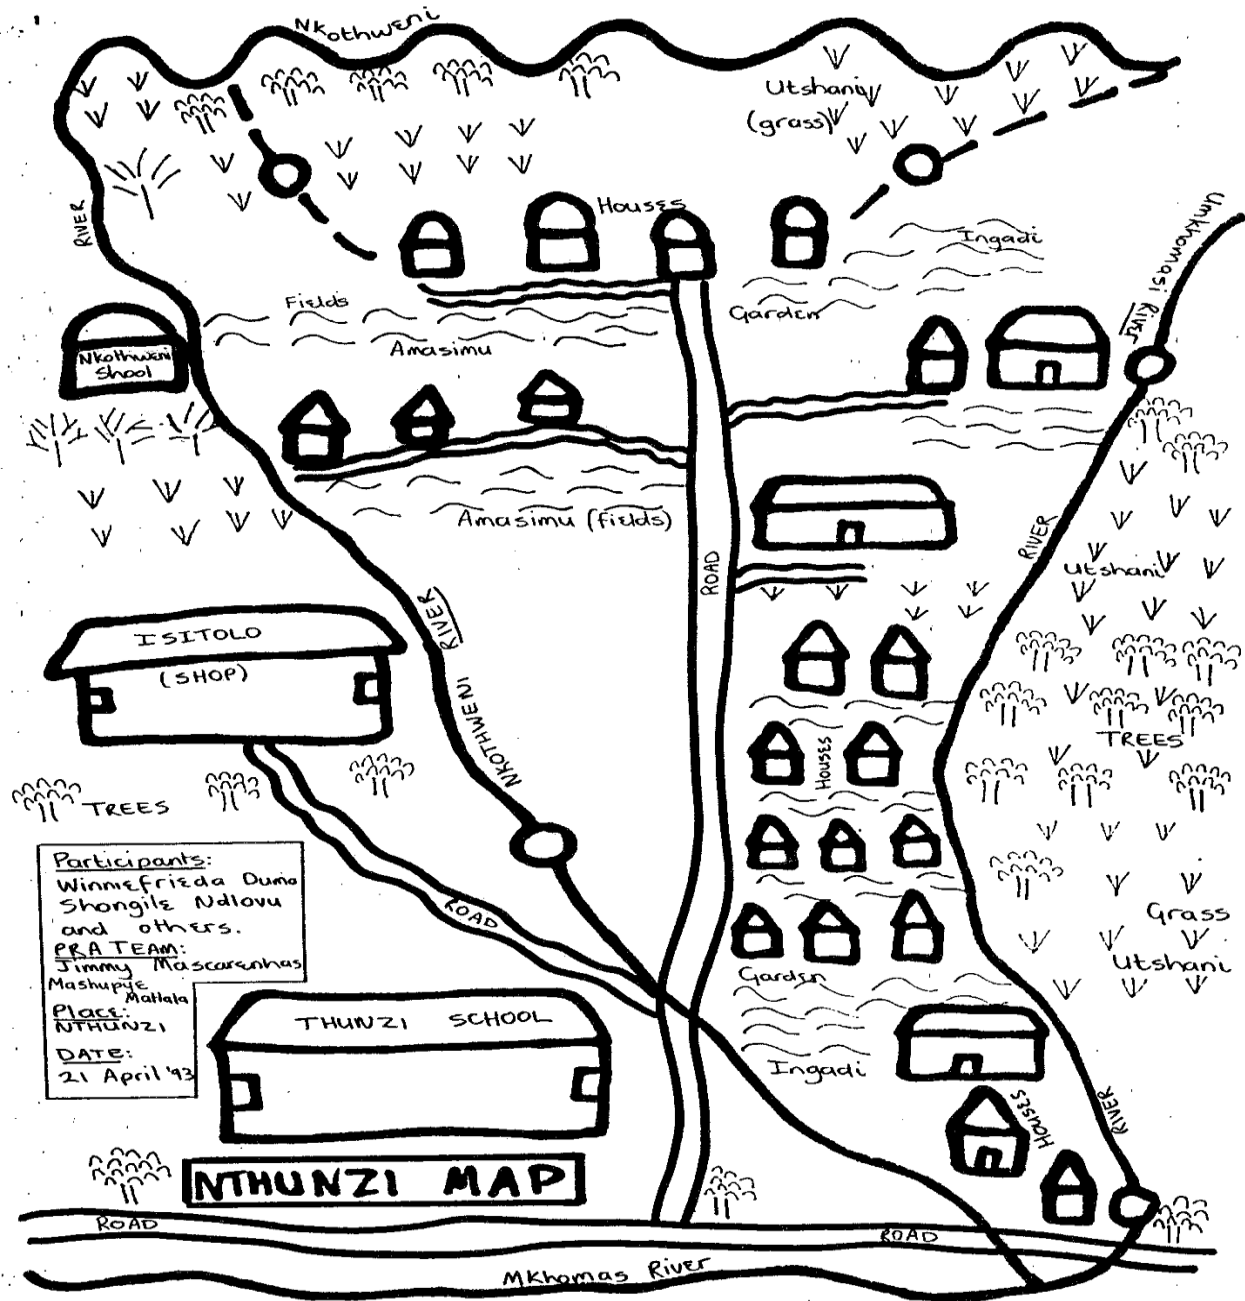 Nkothweni
Utshani
(grass)
Houses
RIVER
Ingadi
Umkhomasi River
Fields
Garden
Amasimu
Nkothweni
Shool
Amasimu (fields)
ROAD
RIVER
Utshani
ISITOLO
(SHOP)
NKOTHWENI RIVER
HOUSES
TREES
TREES
Participants:
Winniefrieda Duma
Shongile Ndlovu
and others.
PRA TEAM:
Jimmy Mascarenhas
Mashupye
Matlala
Place:
NTHUNZI
DATE:
21 April '93
ROAD
Grass
Utshani
Garden
THUNZI SCHOOL
Ingadi
HOUSES
RIVER
NTHUNZI MAP
ROAD
ROAD
MKhomas River